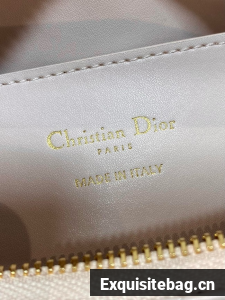 Christian Dior
PARIS
MADE IN ITALY
Exquisitebag.cn